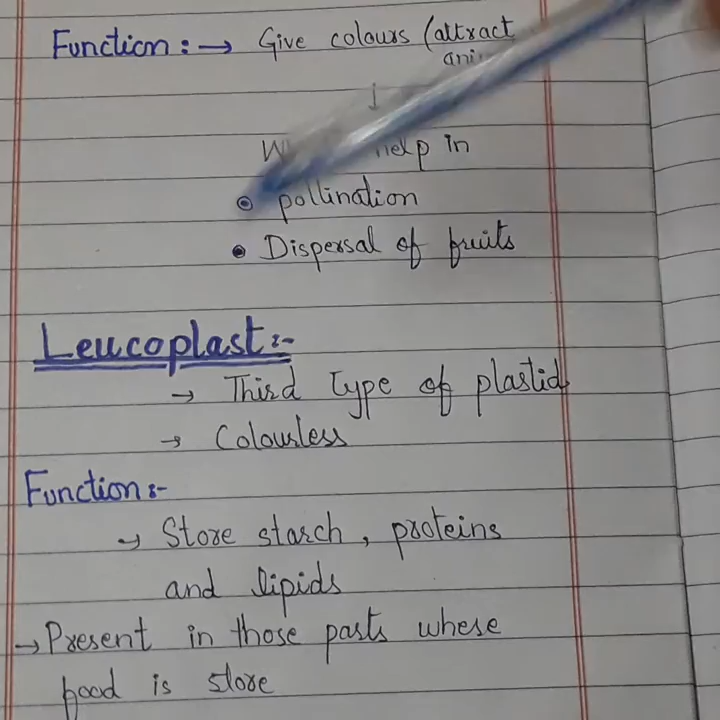 Function:→ Give colours (attract
help in
pollination
Dispersal of fruits
Leucoplast:-
→ Third type of plastid
→ Colourless
Function:-
→ Store starch, proteins
and lipids
→ Present in those parts where
food is store